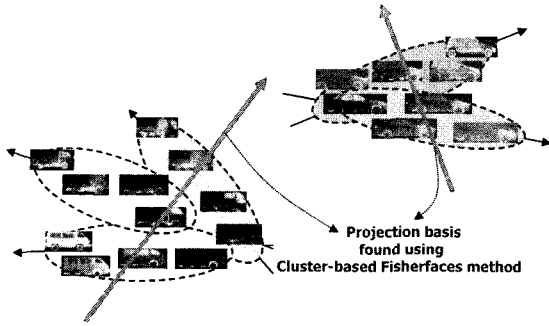 Projection basis
found using
Cluster-based Fisherfaces method